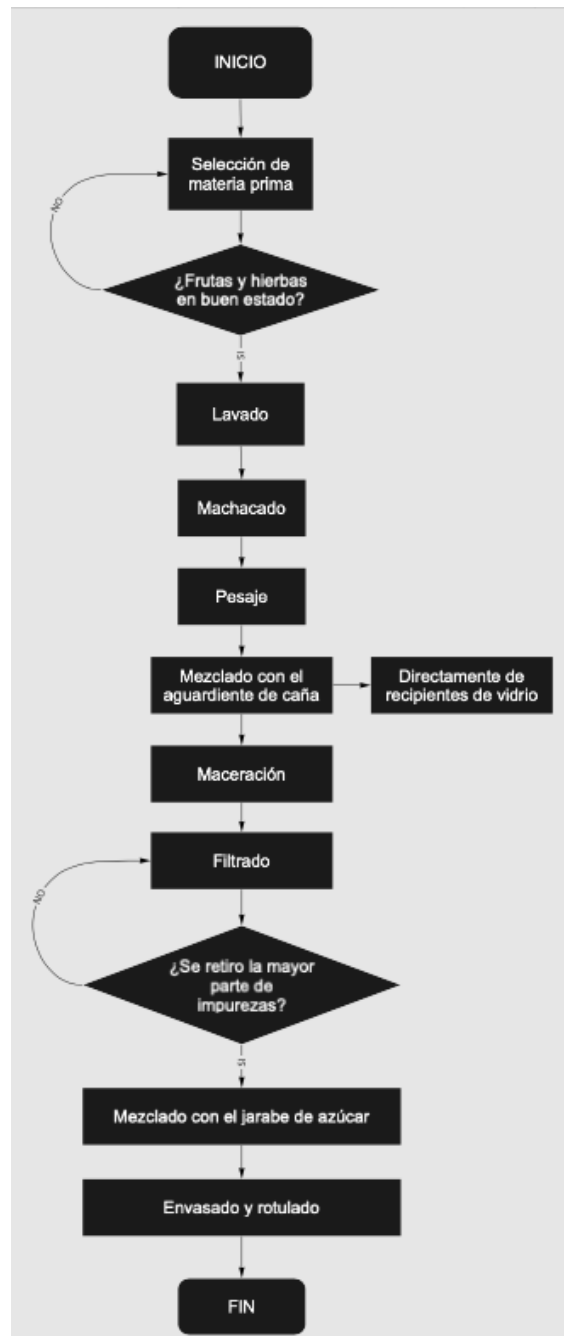 INICIO
Selección de
materia prima
NO
¿Frutas y hierbas
en buen estado?
SI
Lavado
Machacado
Pesaje
Mezclado con el
aguardiente de caña
Directamente de
recipientes de vidrio
Maceración
Filtrado
NO
¿Se retiro la mayor
parte de
impurezas?
SI
Mezclado con el jarabe de azúcar
Envasado y rotulado
FIN